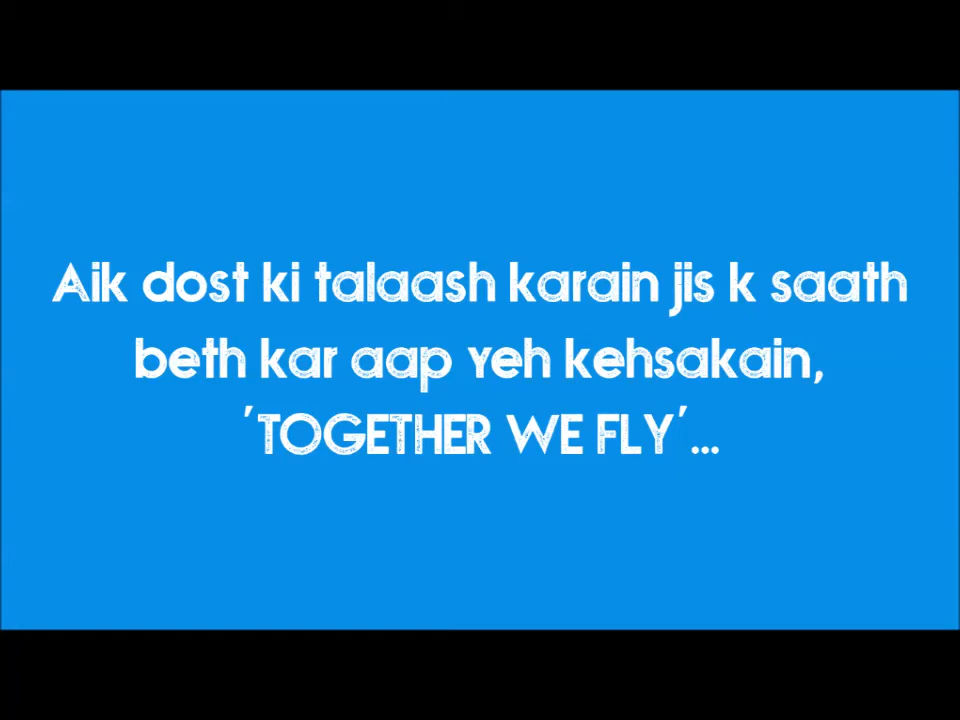 Aik dost ki talaash karain jis k saath
beth kar aap yeh kehsakain,
'TOGETHER WE FLY'...